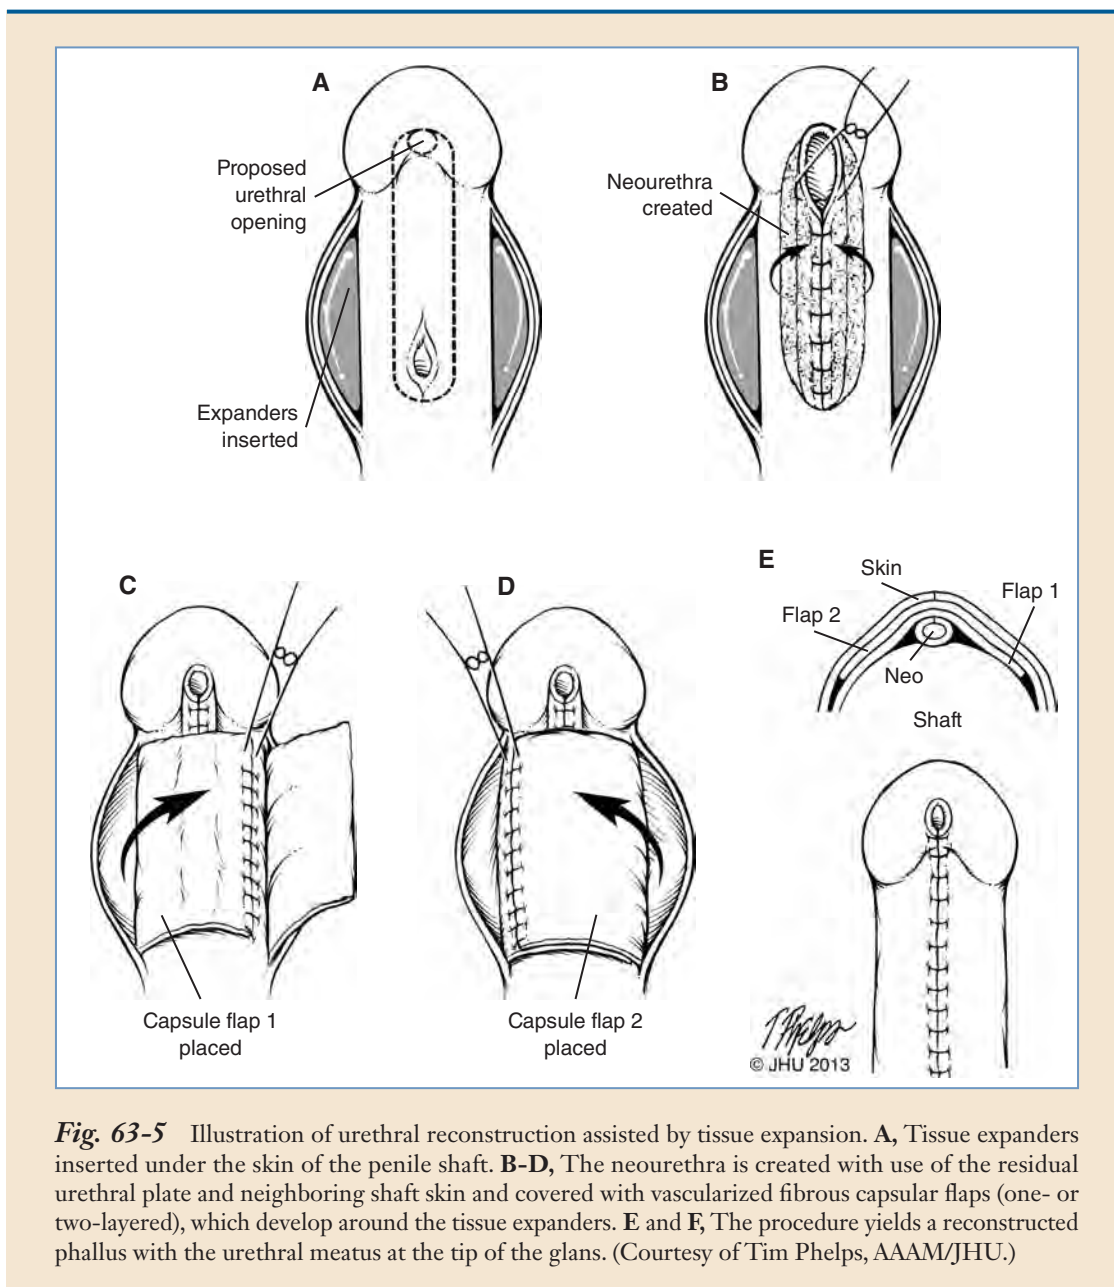 A
Proposed
urethral
opening
Expanders
inserted
B
Neourethra
created
C
Capsule flap 1
placed
D
Capsule flap 2
placed
E
Skin
Flap 1
Flap 2
Neo
Shaft
T Phelps
© JHU 2013
Fig. 63-5 Illustration of urethral reconstruction assisted by tissue expansion. A, Tissue expanders
inserted under the skin of the penile shaft. B-D, The neourethra is created with use of the residual
urethral plate and neighboring shaft skin and covered with vascularized fibrous capsular flaps (one- or
two-layered), which develop around the tissue expanders. E and F, The procedure yields a reconstructed
phallus with the urethral meatus at the tip of the glans. (Courtesy of Tim Phelps, AAAM/JHU.)